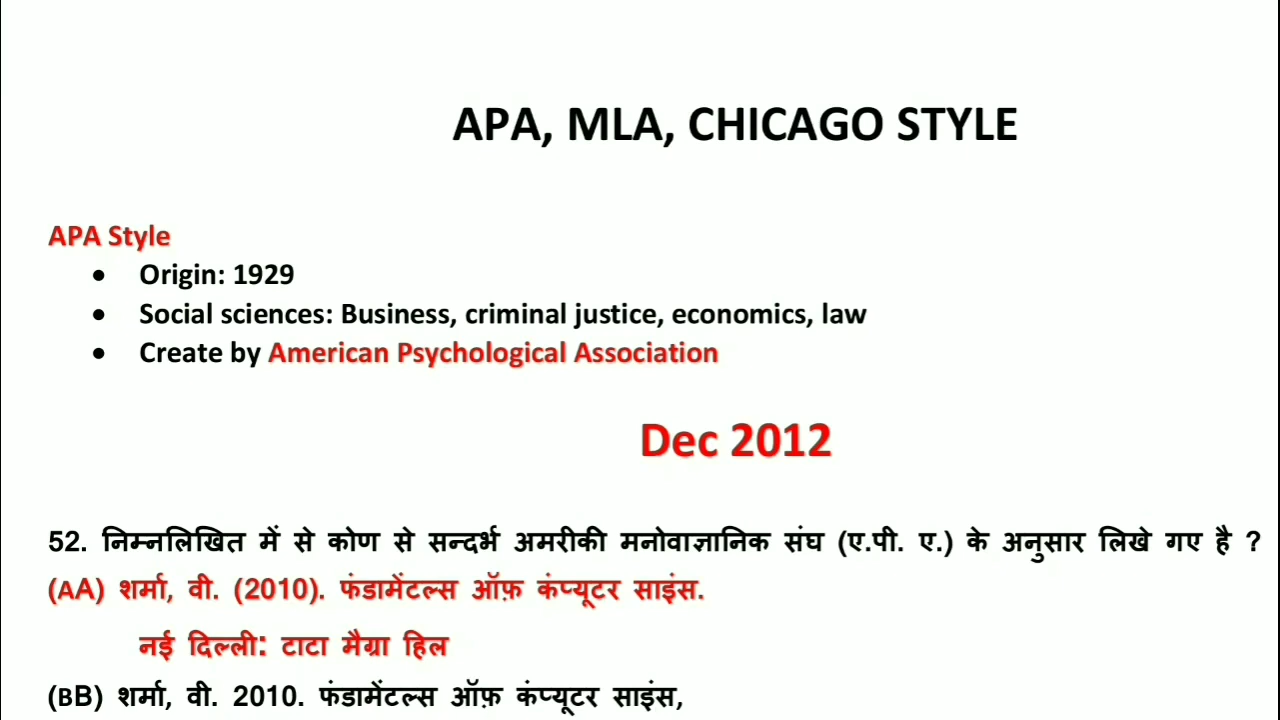 APA, MLA, CHICAGO STYLE
APA Style
• Origin: 1929
• Social sciences: Business, criminal justice, economics, law
• Create by American Psychological Association
Dec 2012
52. निम्नलिखित में से कोण से सन्दर्भ अमरीकी मनोवाज्ञानिक संघ (ए.पी. ए.) के अनुसार लिखे गए है ?
(AA) शर्मा, वी. (2010). फंडामेंटल्स ऑफ़ कंप्यूटर साइंस.
नई दिल्ली: टाटा मैग्रा हिल
(BB) शर्मा, वी. 2010. फंडामेंटल्स ऑफ़ कंप्यूटर साइंस,